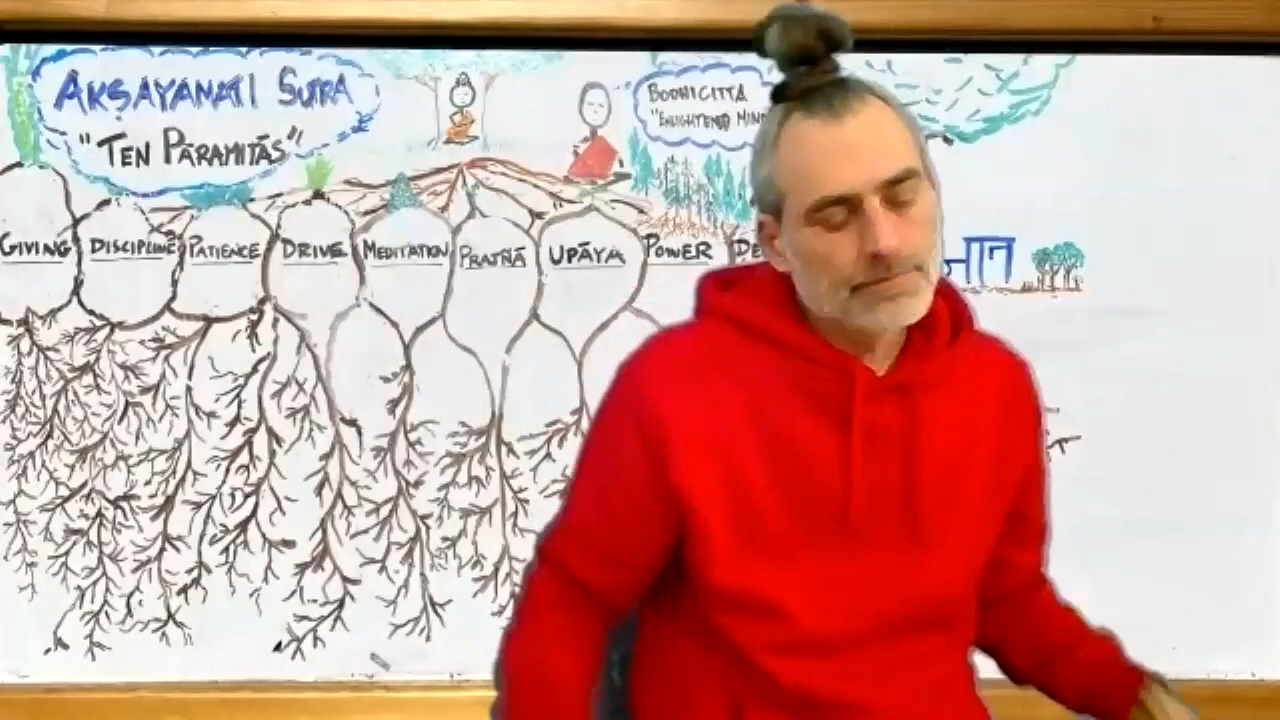 AKṢAYAMATI SUTRA
"TEN PĀRAMITĀS"
BODHICITTA
"ENLIGHTENED MIND
GIVING DISCIPLINE PATIENCE DRIVE MEDITATION PRAJÑĀ UPĀYA POWER